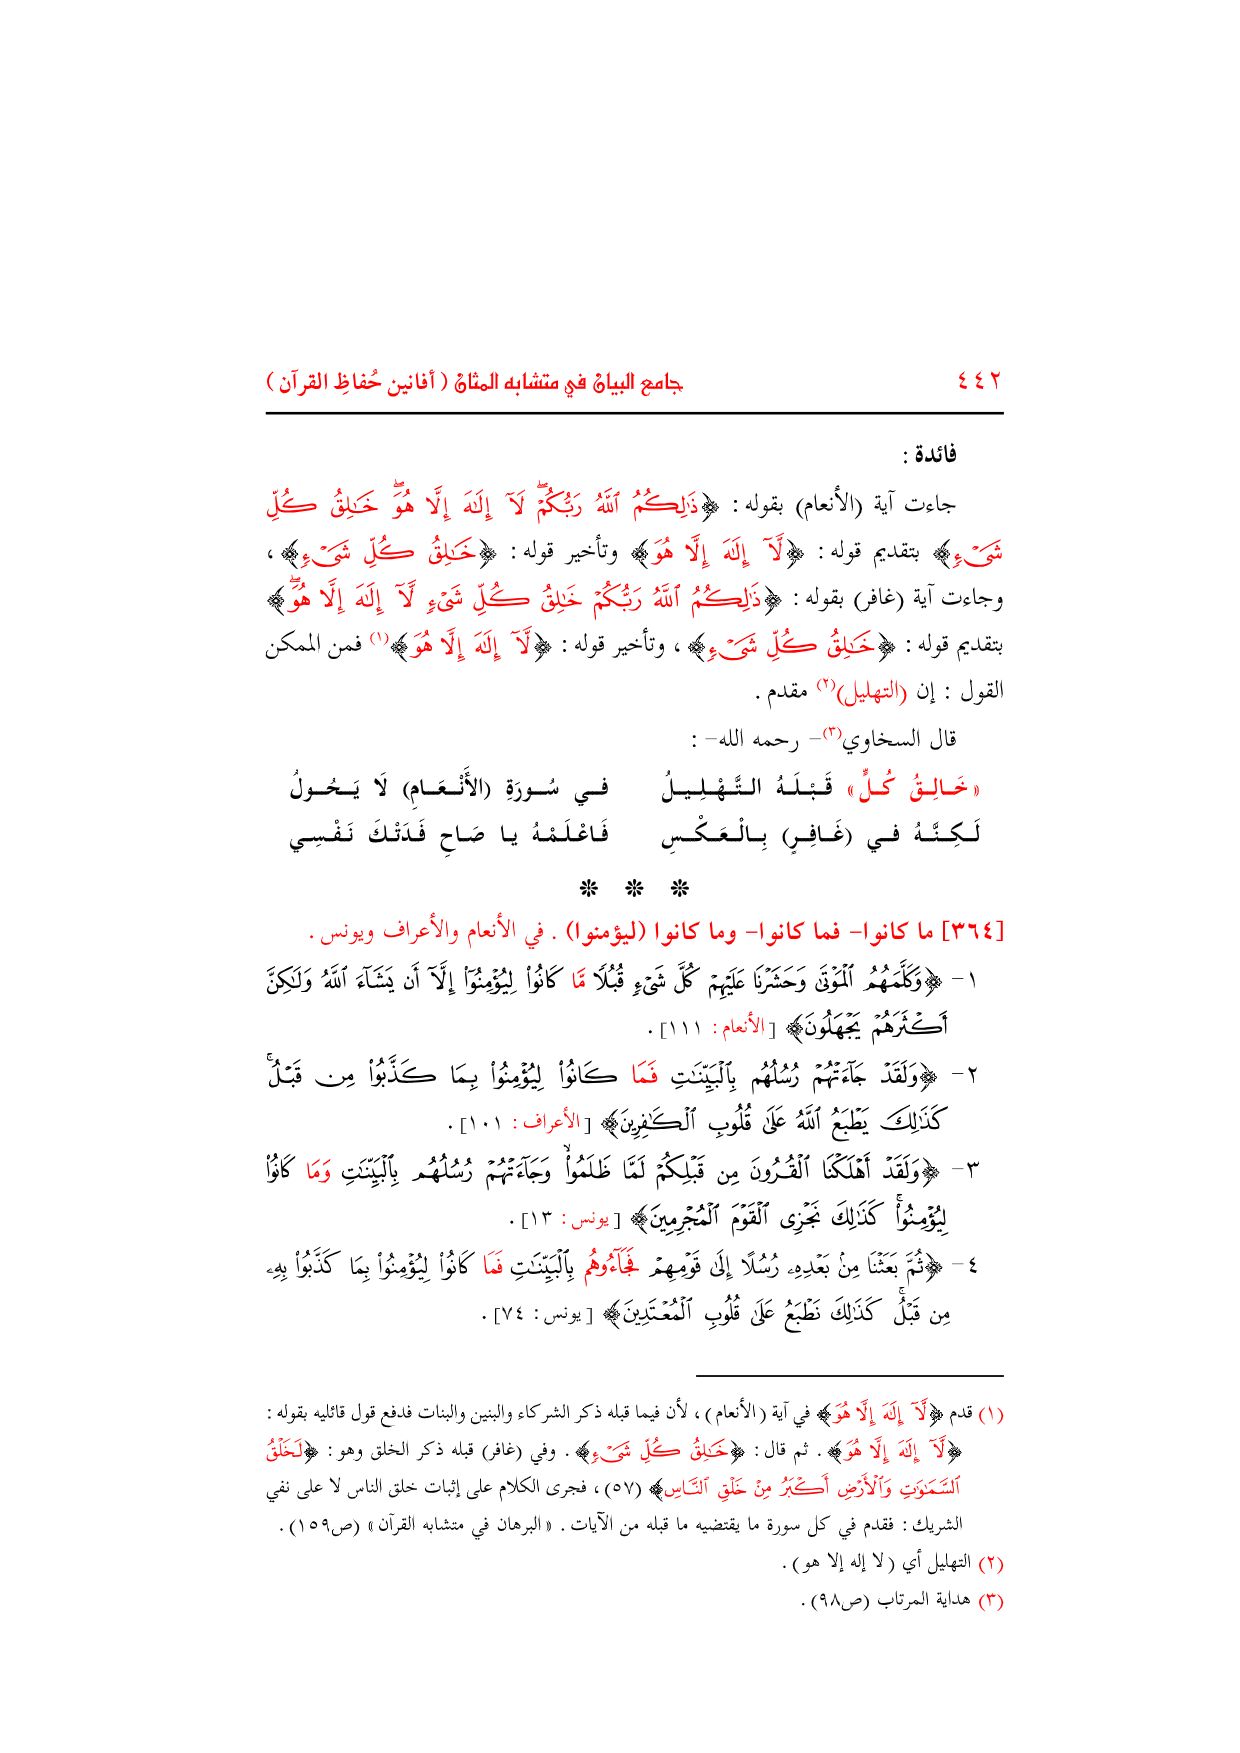 ٤٤٢ جامع البيان في متشابه المثان ( أفانين حُفاظِ القرآن )
فائدة :
جاءت آية (الأنعام) بقوله : ﴿ذَٰلِكُمُ ٱللَّهُ رَبُّكُمْۖ لَآ إِلَٰهَ إِلَّا هُوَۖ خَٰلِقُ كُلِّ
شَىْءٍ﴾ بتقديم قوله : ﴿لَآ إِلَٰهَ إِلَّا هُوَ﴾ وتأخير قوله : ﴿خَٰلِقُ كُلِّ شَىْءٍ﴾ ،
وجاءت آية (غافر) بقوله : ﴿ذَٰلِكُمُ ٱللَّهُ رَبُّكُمْ خَٰلِقُ كُلِّ شَىْءٍ لَّآ إِلَٰهَ إِلَّا هُوَۖ﴾
بتقديم قوله : ﴿خَٰلِقُ كُلِّ شَىْءٍ﴾ ، وتأخير قوله : ﴿لَّآ إِلَٰهَ إِلَّا هُوَ﴾(١) فمن الممكن
القول : إن (التهليل)(٢) مقدم .
قال السخاوي(٣)– رحمه الله– :
«خَالِقُ كُلٍّ» قَبْلَهُ التَّهْلِيلُ في سُورَةِ (الأَنْعَامِ) لَا يَحُولُ
لَكِنَّهُ في (غَافِرٍ) بِالْعَكْسِ فَاعْلَمْهُ يا صَاحِ فَدَتْكَ نَفْسِي
* * *
[٣٦٤] ما كانوا– فما كانوا– وما كانوا (ليؤمنوا) . في الأنعام والأعراف ويونس .
١– ﴿وَكَلَّمَهُمُ ٱلْمَوْتَىٰ وَحَشَرْنَا عَلَيْهِمْ كُلَّ شَىْءٍ قُبُلًا مَّا كَانُوا۟ لِيُؤْمِنُوٓا۟ إِلَّآ أَن يَشَآءَ ٱللَّهُ وَلَٰكِنَّ
أَكْثَرَهُمْ يَجْهَلُونَ﴾ [الأنعام : ١١١] .
٢– ﴿وَلَقَدْ جَآءَتْهُمْ رُسُلُهُم بِٱلْبَيِّنَٰتِ فَمَا كَانُوا۟ لِيُؤْمِنُوا۟ بِمَا كَذَّبُوا۟ مِن قَبْلُۚ
كَذَٰلِكَ يَطْبَعُ ٱللَّهُ عَلَىٰ قُلُوبِ ٱلْكَٰفِرِينَ﴾ [الأعراف : ١٠١] .
٣– ﴿وَلَقَدْ أَهْلَكْنَا ٱلْقُرُونَ مِن قَبْلِكُمْ لَمَّا ظَلَمُوا۟ۙ وَجَآءَتْهُمْ رُسُلُهُم بِٱلْبَيِّنَٰتِ وَمَا كَانُوا۟
لِيُؤْمِنُوا۟ۚ كَذَٰلِكَ نَجْزِى ٱلْقَوْمَ ٱلْمُجْرِمِينَ﴾ [يونس : ١٣] .
٤– ﴿ثُمَّ بَعَثْنَا مِنۢ بَعْدِهِۦ رُسُلًا إِلَىٰ قَوْمِهِمْ فَجَآءُوهُم بِٱلْبَيِّنَٰتِ فَمَا كَانُوا۟ لِيُؤْمِنُوا۟ بِمَا كَذَّبُوا۟ بِهِۦ
مِن قَبْلُۚ كَذَٰلِكَ نَطْبَعُ عَلَىٰ قُلُوبِ ٱلْمُعْتَدِينَ﴾ [يونس : ٧٤] .
(١) قدم ﴿لَآ إِلَٰهَ إِلَّا هُوَ﴾ في آية (الأنعام) ، لأن فيما قبله ذكر الشركاء والبنين والبنات فدفع قول قائليه بقوله :
﴿لَآ إِلَٰهَ إِلَّا هُوَ﴾ . ثم قال : ﴿خَٰلِقُ كُلِّ شَىْءٍ﴾ . وفي (غافر) قبله ذكر الخلق وهو : ﴿لَخَلْقُ
ٱلسَّمَٰوَٰتِ وَٱلْأَرْضِ أَكْبَرُ مِنْ خَلْقِ ٱلنَّاسِ﴾ (٥٧) ، فجرى الكلام على إثبات خلق الناس لا على نفي
الشريك : فقدم في كل سورة ما يقتضيه ما قبله من الآيات . «البرهان في متشابه القرآن» (ص١٥٩) .
(٢) التهليل أي (لا إله إلا هو) .
(٣) هداية المرتاب (ص٩٨) .